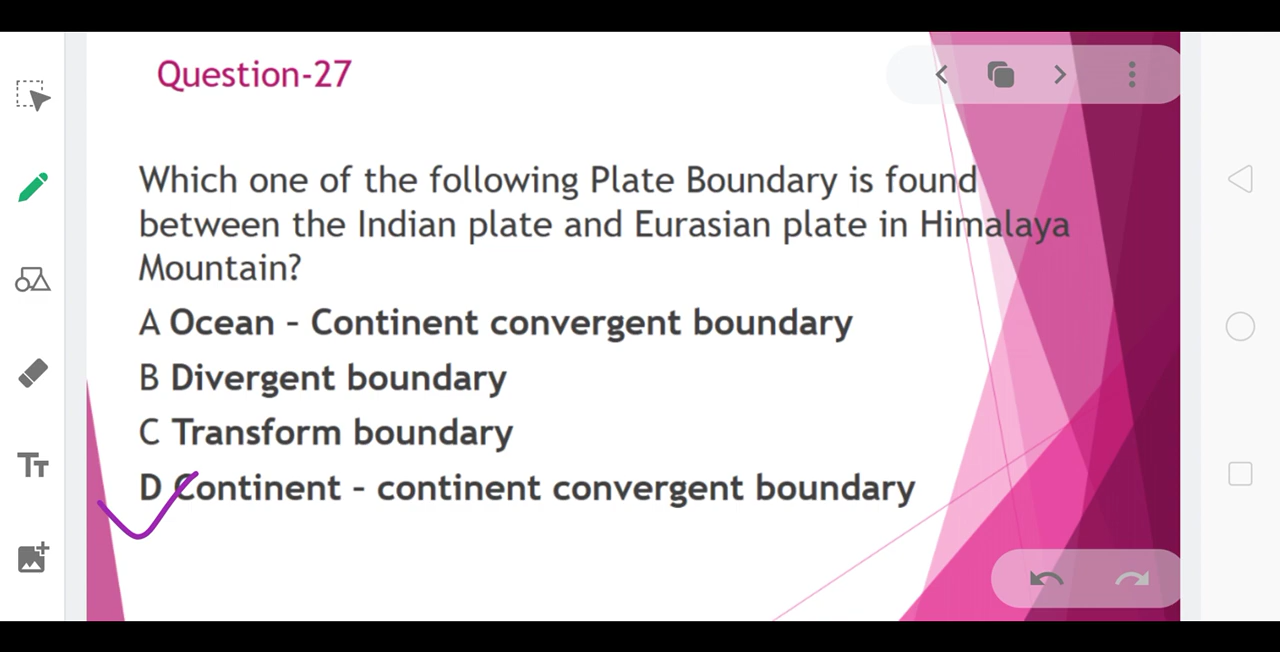 Question-27
Which one of the following Plate Boundary is found
between the Indian plate and Eurasian plate in Himalaya
Mountain?
A Ocean – Continent convergent boundary
B Divergent boundary
C Transform boundary
D Continent – continent convergent boundary